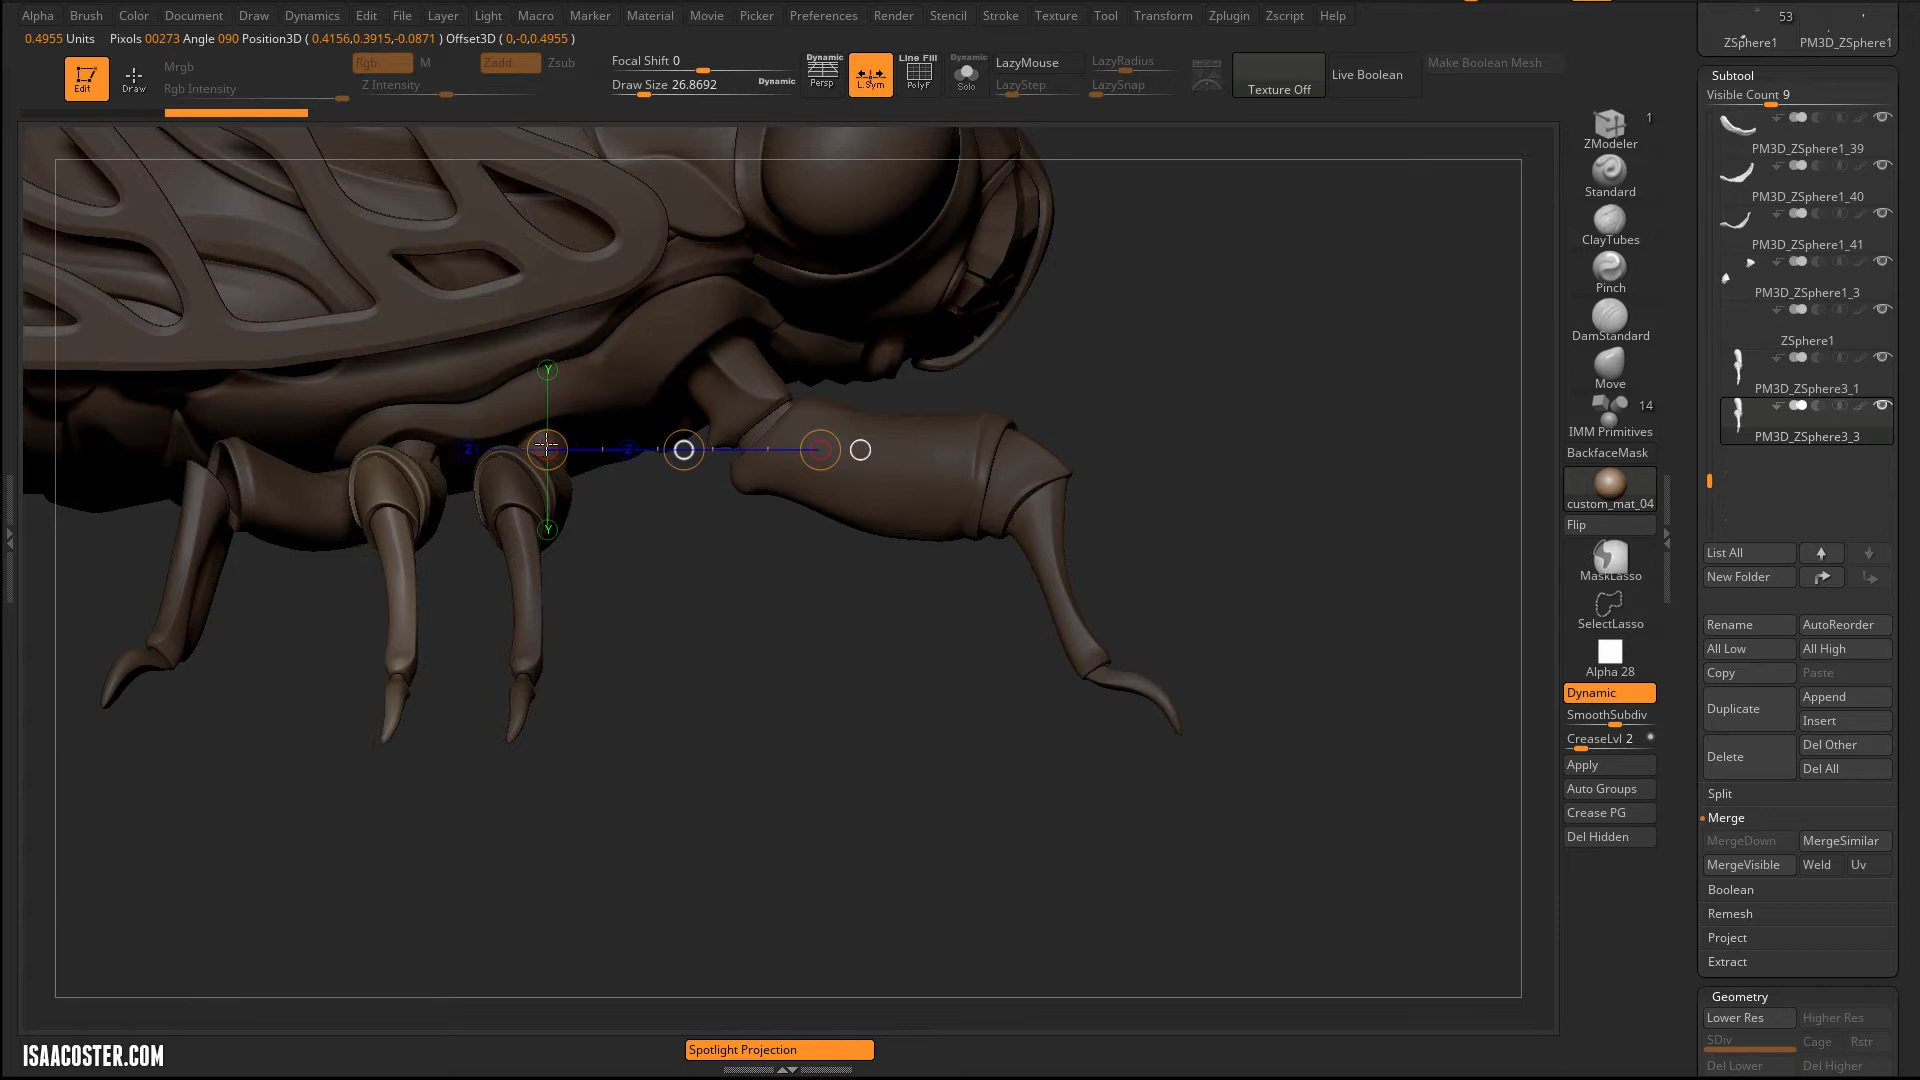 Alpha Brush Color Document Draw Dynamics Edit File Layer Light Macro Marker Material Movie Picker Preferences Render Stencil Stroke Texture Tool Transform Zplugin Zscript Help
0.4955 Units Pixols 00273 Angle 090 Position3D ( 0.4156,0.3915,-0.0871 ) Offset3D ( 0,-0,0.4955 )
Edit
Draw
Mrgb
Rgb
M
Zadd
Zsub
Rgb Intensity
Z Intensity
Focal Shift 0
Draw Size 26.8692
Dynamic
Dynamic
Persp
L.Sym
Line Fill
PolyF
Dynamic
Solo
LazyMouse
LazyStep
LazyRadius
LazySnap
Texture Off
Live Boolean
Make Boolean Mesh
Y
Z
Z
Y
1
ZModeler
Standard
ClayTubes
Pinch
DamStandard
Move
14
IMM Primitives
BackfaceMask
custom_mat_04
Flip
MaskLasso
SelectLasso
Alpha 28
Dynamic
SmoothSubdiv
CreaseLvl 2
Apply
Auto Groups
Crease PG
Del Hidden
53
ZSphere1
PM3D_ZSphere1
Subtool
Visible Count 9
PM3D_ZSphere1_39
PM3D_ZSphere1_40
PM3D_ZSphere1_41
PM3D_ZSphere1_3
ZSphere1
PM3D_ZSphere3_1
PM3D_ZSphere3_3
List All
New Folder
Rename AutoReorder
All Low All High
Copy Paste
Duplicate
Append
Insert
Delete
Del Other
Del All
Split
Merge
MergeDown MergeSimilar
MergeVisible Weld Uv
Boolean
Remesh
Project
Extract
Geometry
Lower Res Higher Res
SDiv Cage Rstr
Del Lower Del Higher
ISAACOSTER.COM
Spotlight Projection